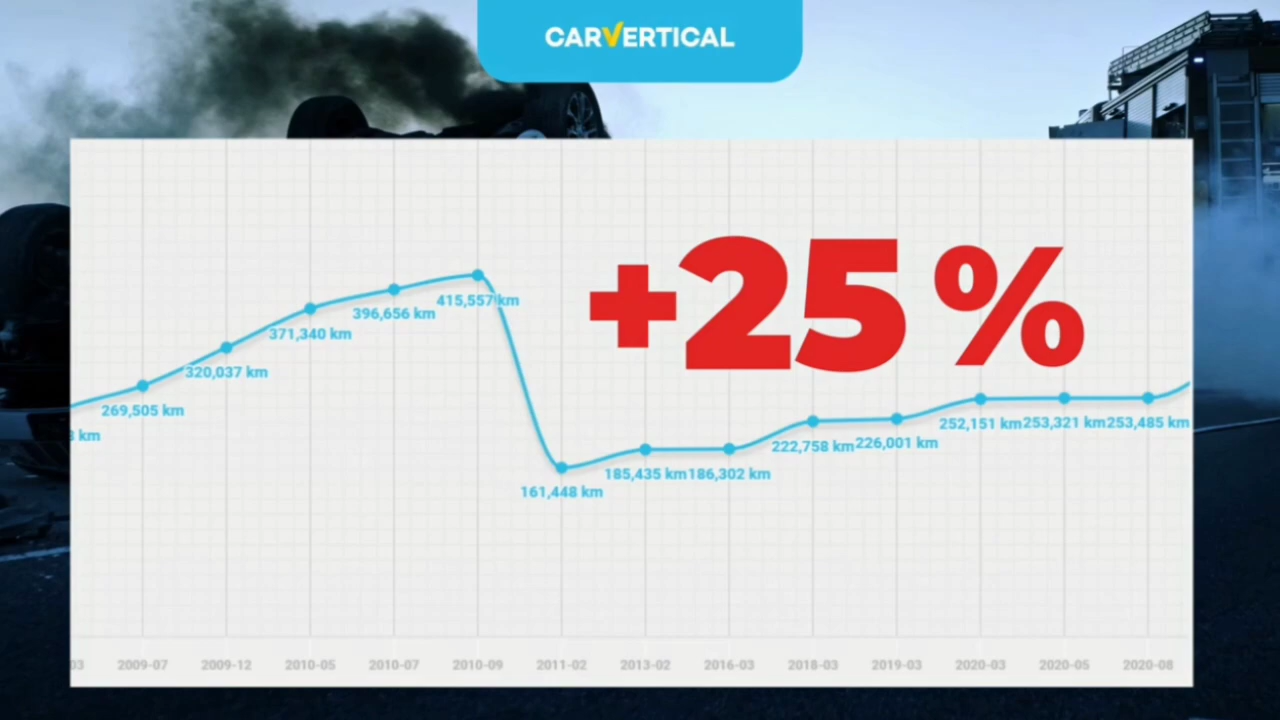 CARVERTICAL
+25%
415,557 km
396,656 km
371,340 km
320,037 km
269,505 km
km
252,151 km 253,321 km 253,485 km
222,758 km 226,001 km
185,435 km 186,302 km
161,448 km
03 2009-07 2009-12 2010-05 2010-07 2010-09 2011-02 2013-02 2016-03 2018-03 2019-03 2020-03 2020-05 2020-08